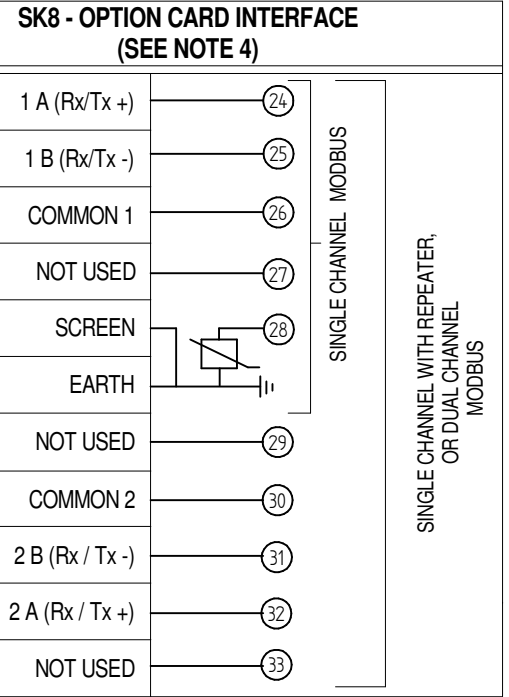 SK8 - OPTION CARD INTERFACE
(SEE NOTE 4)
1 A (Rx/Tx +) 24
1 B (Rx/Tx -) 25
COMMON 1 26
NOT USED 27
SCREEN 28
EARTH
NOT USED 29
COMMON 2 30
2 B (Rx / Tx -) 31
2 A (Rx / Tx +) 32
NOT USED 33
SINGLE CHANNEL MODBUS
SINGLE CHANNEL WITH REPEATER,
OR DUAL CHANNEL
MODBUS